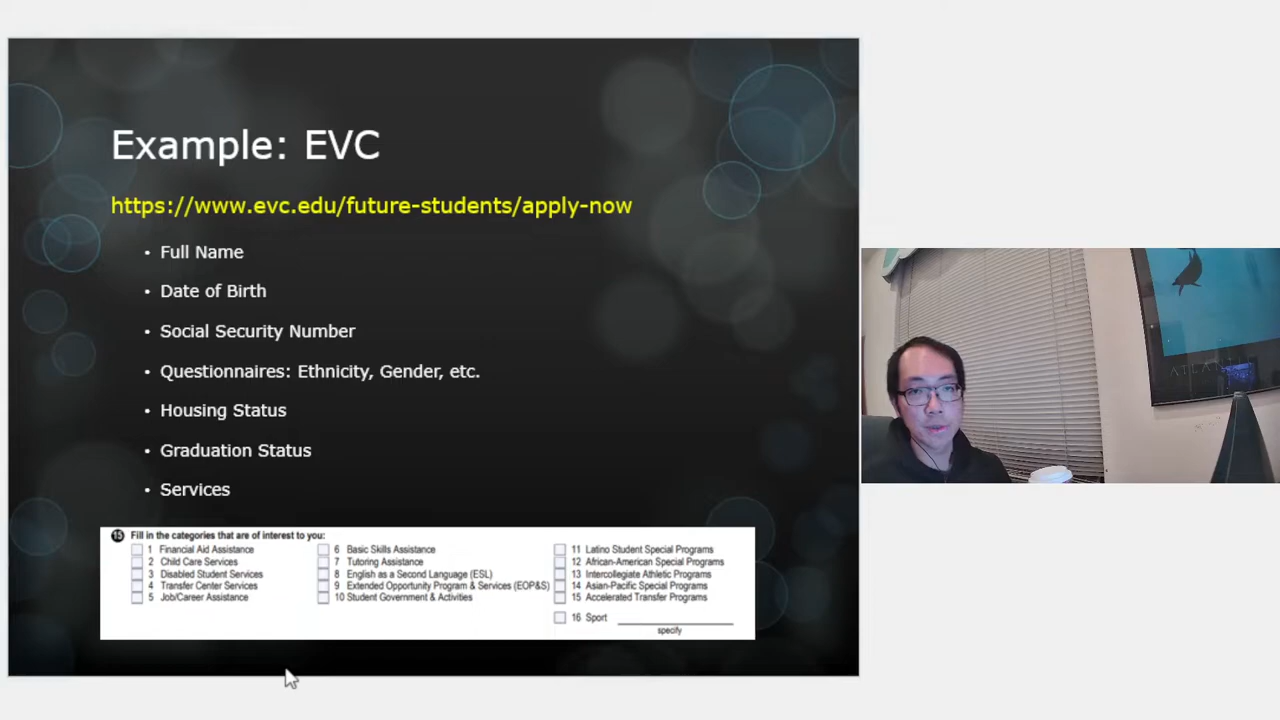 Example: EVC
https://www.evc.edu/future-students/apply-now
• Full Name
• Date of Birth
• Social Security Number
• Questionnaires: Ethnicity, Gender, etc.
• Housing Status
• Graduation Status
• Services
15 Fill in the categories that are of interest to you:
1 Financial Aid Assistance
2 Child Care Services
3 Disabled Student Services
4 Transfer Center Services
5 Job/Career Assistance
6 Basic Skills Assistance
7 Tutoring Assistance
8 English as a Second Language (ESL)
9 Extended Opportunity Program & Services (EOP&S)
10 Student Government & Activities
11 Latino Student Special Programs
12 African-American Special Programs
13 Intercollegiate Athletic Programs
14 Asian-Pacific Special Programs
15 Accelerated Transfer Programs
16 Sport
specify